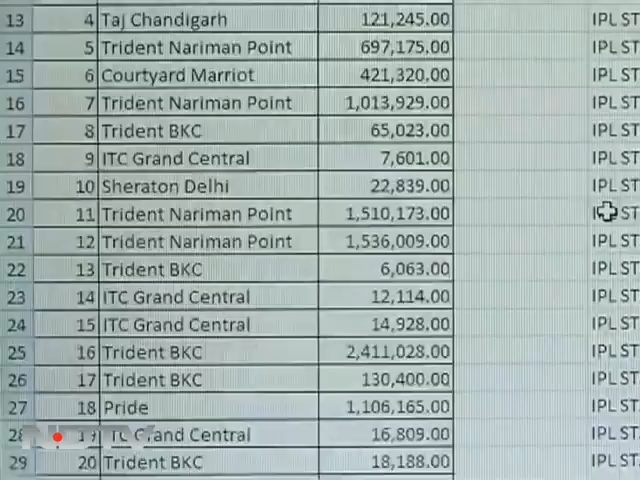 13 4 Taj Chandigarh 121,245.00 IPL ST
14 5 Trident Nariman Point 697,175.00 IPL ST
15 6 Courtyard Marriot 421,320.00 IPL ST
16 7 Trident Nariman Point 1,013,929.00 IPL ST
17 8 Trident BKC 65,023.00 IPL ST
18 9 ITC Grand Central 7,601.00 IPL ST
19 10 Sheraton Delhi 22,839.00 IPL ST
20 11 Trident Nariman Point 1,510,173.00 ST
21 12 Trident Nariman Point 1,536,009.00 IPL ST
22 13 Trident BKC 6,063.00 IPL ST
23 14 ITC Grand Central 12,114.00 IPL ST
24 15 ITC Grand Central 14,928.00 IPL ST
25 16 Trident BKC 2,411,028.00 IPL ST
26 17 Trident BKC 130,400.00 IPL ST
27 18 Pride 1,106,165.00 IPL ST
28 19 ITC Grand Central 16,809.00 IPL ST
29 20 Trident BKC 18,188.00 IPL ST
NDTV